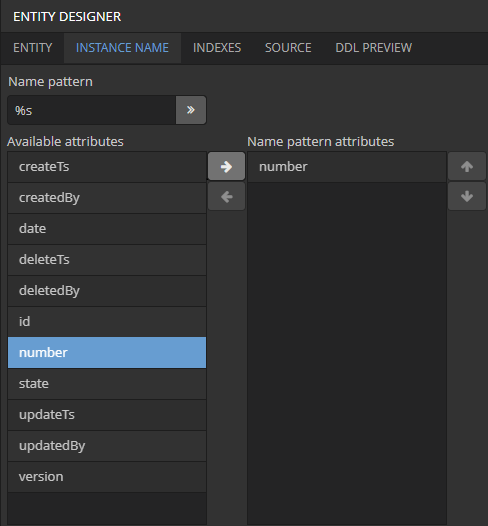 ENTITY DESIGNER
ENTITY INSTANCE NAME INDEXES SOURCE DDL PREVIEW
Name pattern
%s
Available attributes
createTs
createdBy
date
deleteTs
deletedBy
id
number
state
updateTs
updatedBy
version
Name pattern attributes
number